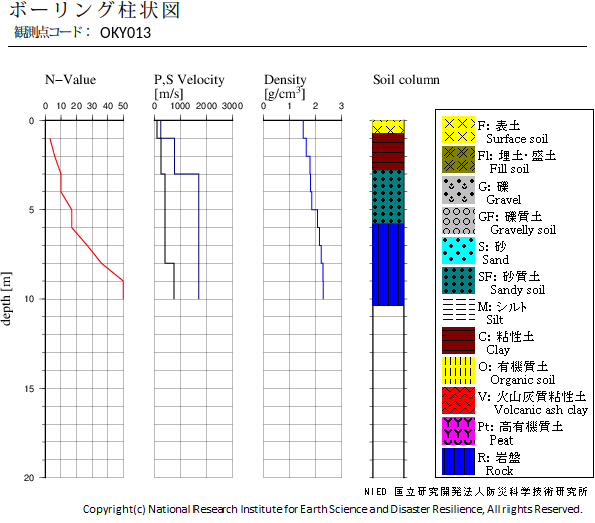 ボーリング柱状図
観測点コード： OKY013
N−Value
P,S Velocity
[m/s]
Density
[g/cm³]
Soil column
0 10 20 30 40 50
0 1000 2000 3000
0 1 2 3
0
5
10
15
20
depth [m]
F: 表土
Surface soil
Fl: 埋土・盛土
Fill soil
G: 礫
Gravel
GF: 礫質土
Gravelly soil
S: 砂
Sand
SF: 砂質土
Sandy soil
M: シルト
Silt
C: 粘性土
Clay
O: 有機質土
Organic soil
V: 火山灰質粘性土
Volcanic ash clay
Pt: 高有機質土
Peat
R: 岩盤
Rock
NIED 国立研究開発法人防災科学技術研究所
Copyright(c) National Research Institute for Earth Science and Disaster Resilience, All rights Reserved.